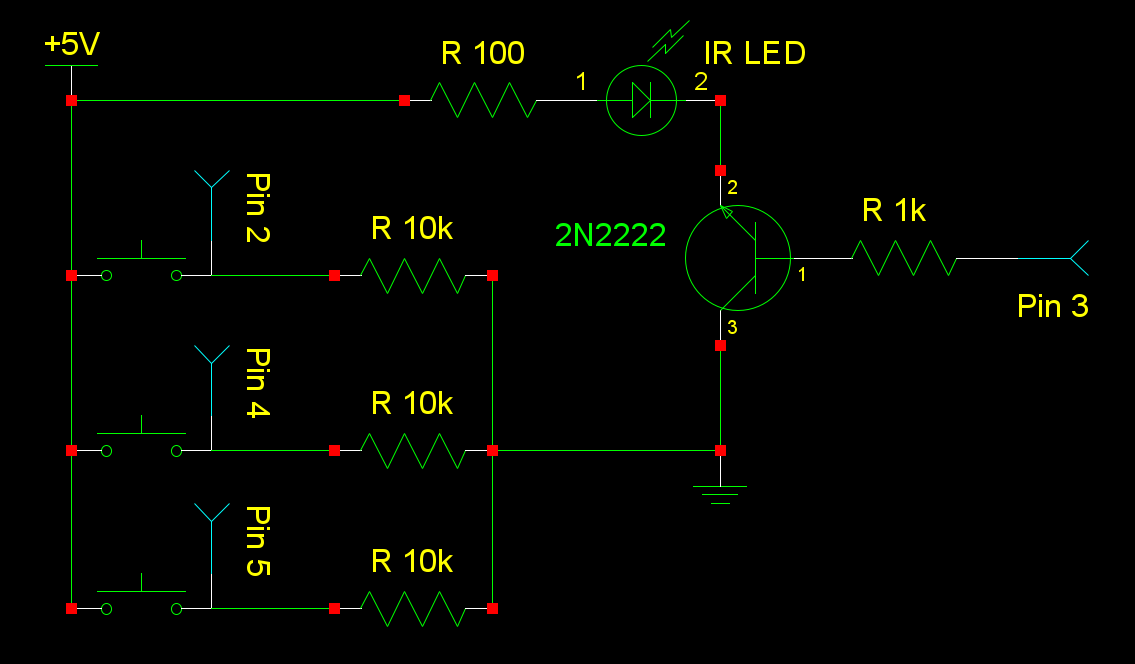 +5V
R 100
IR LED
1
2
Pin 2
R 10k
2N2222
2
1
3
R 1k
Pin 3
Pin 4
R 10k
Pin 5
R 10k